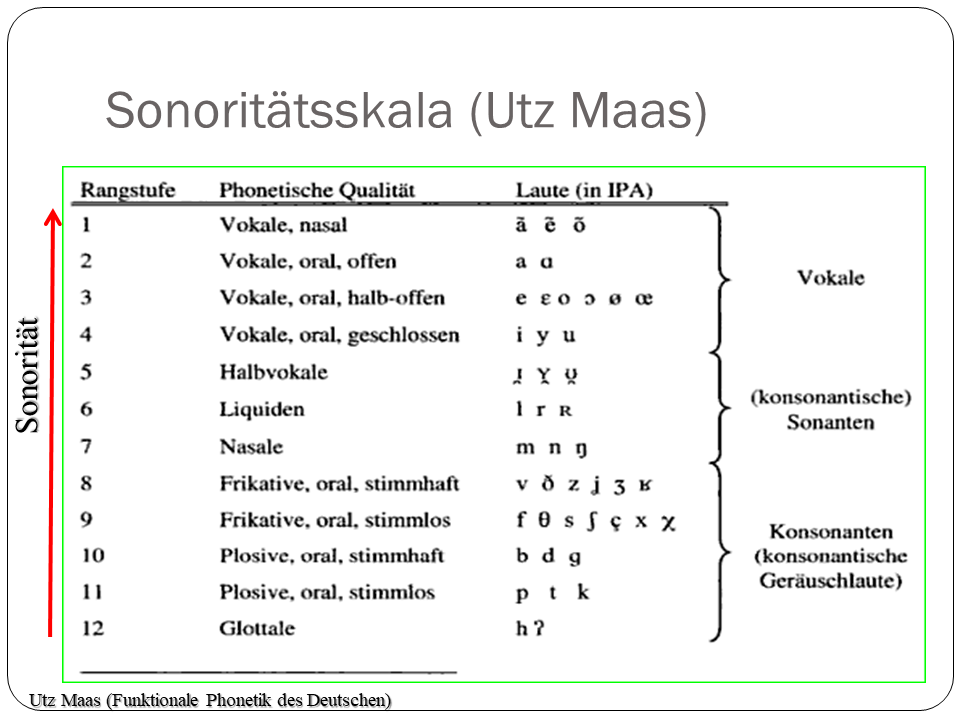 Sonoritätsskala (Utz Maas)
Rangstufe Phonetische Qualität Laute (in IPA)
1 Vokale, nasal ã ẽ õ
2 Vokale, oral, offen a ɑ
3 Vokale, oral, halb-offen e ɛ o ɔ ø œ
4 Vokale, oral, geschlossen i y u
Vokale
5 Halbvokale ɪ̯ ʏ̯ ʊ̯
6 Liquiden l r ʀ
7 Nasale m n ŋ
(konsonantische)
Sonanten
8 Frikative, oral, stimmhaft v ð z ʝ ʒ ʁ
9 Frikative, oral, stimmlos f θ s ʃ ç x χ
10 Plosive, oral, stimmhaft b d ɡ
11 Plosive, oral, stimmlos p t k
12 Glottale h ʔ
Konsonanten
(konsonantische
Geräuschlaute)
Sonorität
Utz Maas (Funktionale Phonetik des Deutschen)